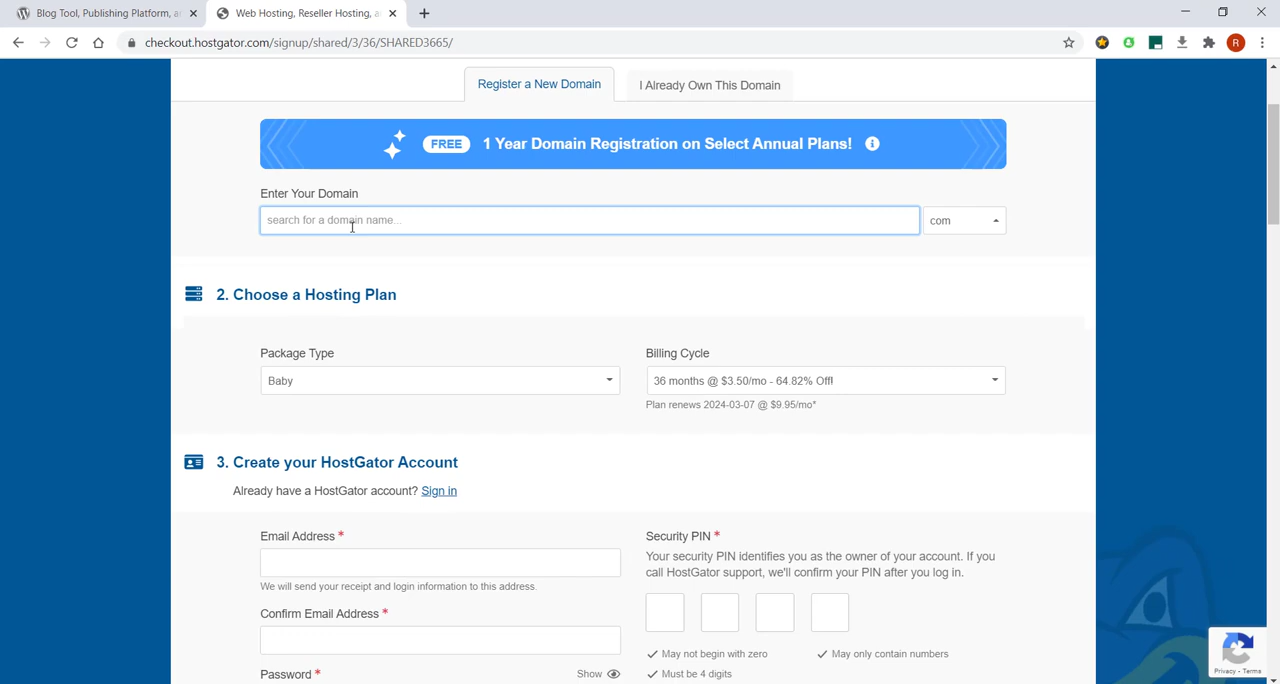 Blog Tool, Publishing Platform, a
Web Hosting, Reseller Hosting, a
checkout.hostgator.com/signup/shared/3/36/SHARED3665/
R
Register a New Domain
I Already Own This Domain
FREE 1 Year Domain Registration on Select Annual Plans!
Enter Your Domain
search for a domain name...
com
2. Choose a Hosting Plan
Package Type
Billing Cycle
Baby
36 months @ $3.50/mo - 64.82% Off!
Plan renews 2024-03-07 @ $9.95/mo*
3. Create your HostGator Account
Already have a HostGator account? Sign in
Email Address *
We will send your receipt and login information to this address.
Confirm Email Address *
Password *
Show
Security PIN *
Your security PIN identifies you as the owner of your account. If you
call HostGator support, we'll confirm your PIN after you log in.
May not begin with zero
May only contain numbers
Must be 4 digits
Privacy - Terms